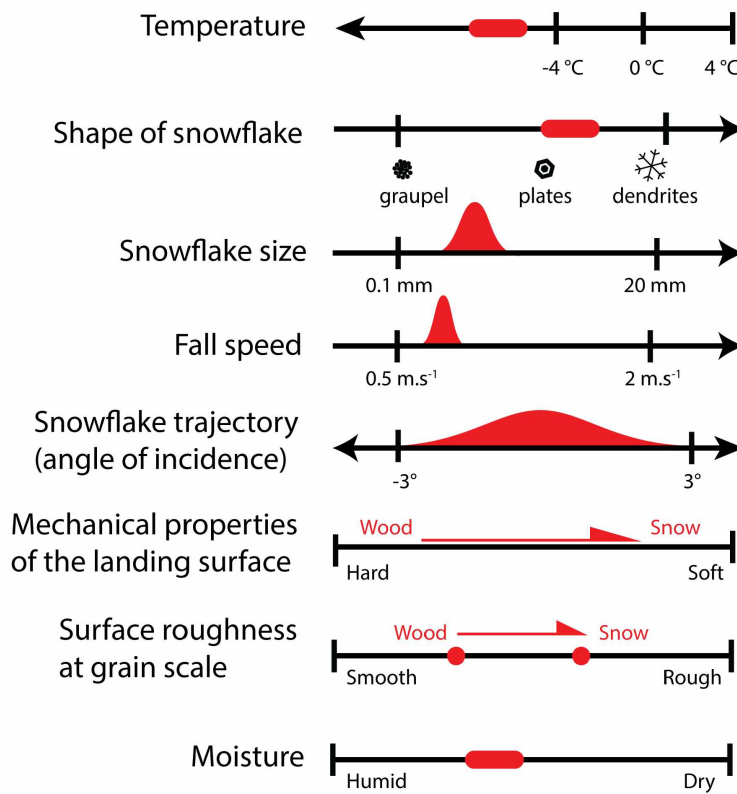 Temperature
-4 °C 0 °C 4 °C
Shape of snowflake
graupel plates dendrites
Snowflake size
0.1 mm 20 mm
Fall speed
0.5 m.s⁻¹ 2 m.s⁻¹
Snowflake trajectory
(angle of incidence)
-3° 3°
Mechanical properties
of the landing surface
Wood Snow
Hard Soft
Surface roughness
at grain scale
Wood Snow
Smooth Rough
Moisture
Humid Dry